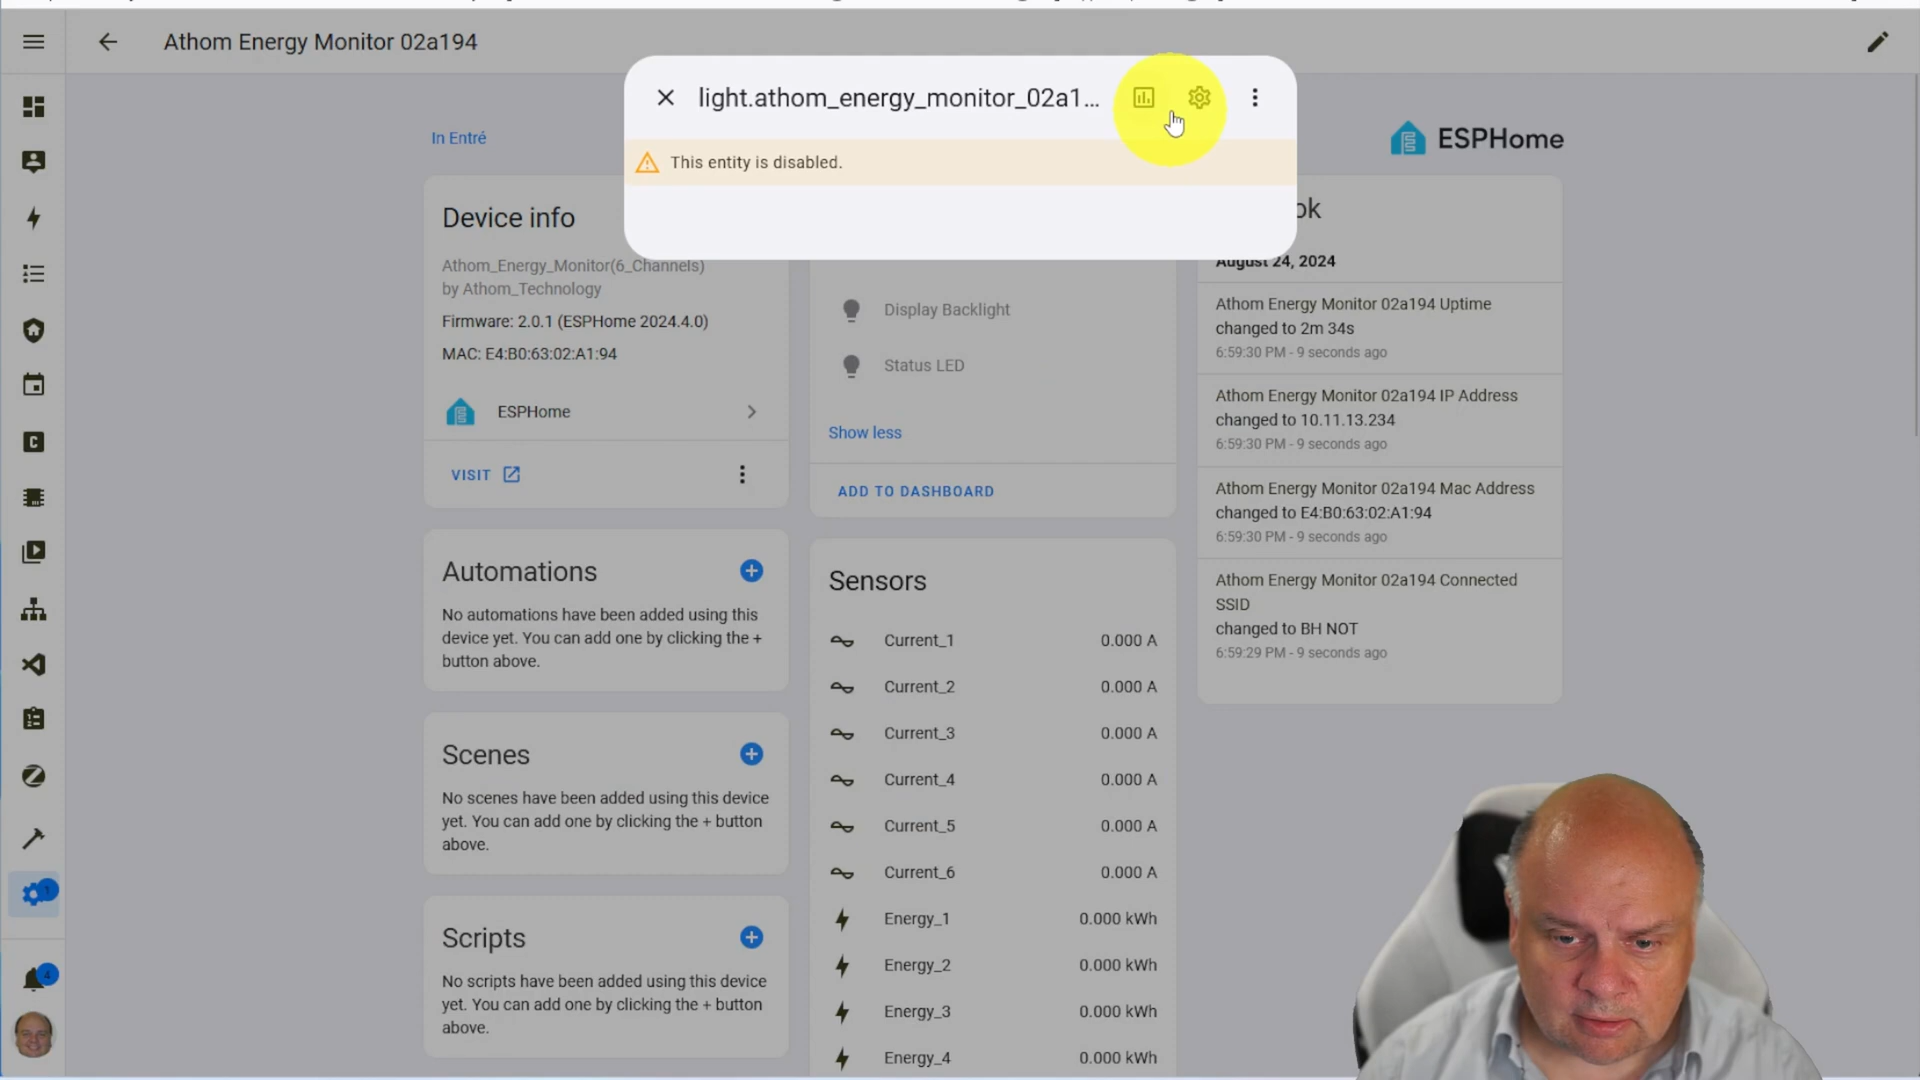 Athom Energy Monitor 02a194
light.athom_energy_monitor_02a1...
This entity is disabled.
In Entré
ESPHome
Device info
Athom_Energy_Monitor(6_Channels)
by Athom_Technology
Firmware: 2.0.1 (ESPHome 2024.4.0)
MAC: E4:B0:63:02:A1:94
ESPHome
VISIT
Automations
No automations have been added using this
device yet. You can add one by clicking the +
button above.
Scenes
No scenes have been added using this device
yet. You can add one by clicking the + button
above.
Scripts
No scripts have been added using this device
yet. You can add one by clicking the + button
above.
Display Backlight
Status LED
Show less
ADD TO DASHBOARD
Sensors
Current_1 0.000 A
Current_2 0.000 A
Current_3 0.000 A
Current_4 0.000 A
Current_5 0.000 A
Current_6 0.000 A
Energy_1 0.000 kWh
Energy_2 0.000 kWh
Energy_3 0.000 kWh
Energy_4 0.000 kWh
ok
August 24, 2024
Athom Energy Monitor 02a194 Uptime
changed to 2m 34s
6:59:30 PM - 9 seconds ago
Athom Energy Monitor 02a194 IP Address
changed to 10.11.13.234
6:59:30 PM - 9 seconds ago
Athom Energy Monitor 02a194 Mac Address
changed to E4:B0:63:02:A1:94
6:59:30 PM - 9 seconds ago
Athom Energy Monitor 02a194 Connected
SSID
changed to BH NOT
6:59:29 PM - 9 seconds ago
C
1
4